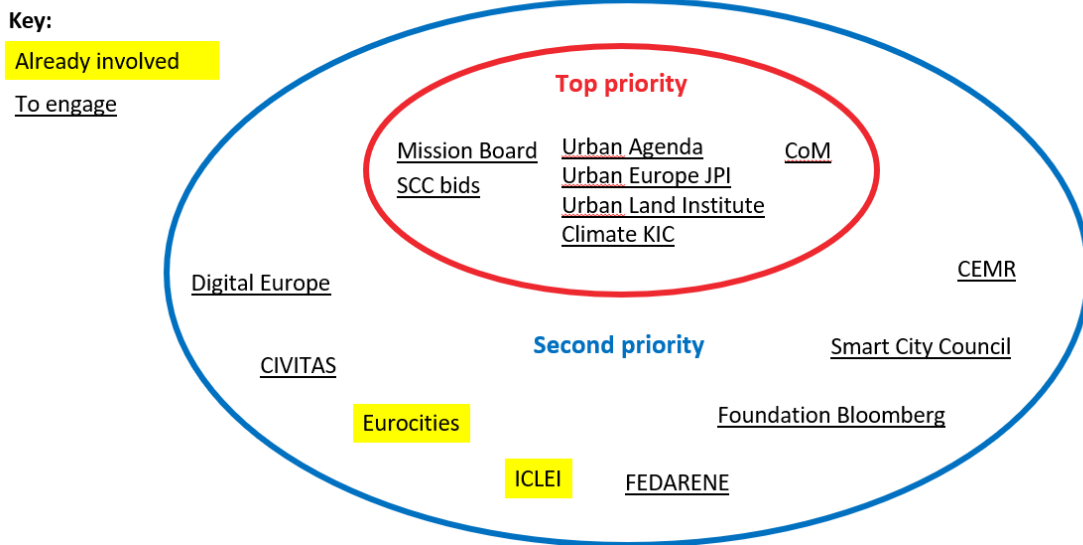 Key:
Already involved
To engage
Top priority
Mission Board
SCC bids
Urban Agenda
Urban Europe JPI
Urban Land Institute
Climate KIC
CoM
Digital Europe
CEMR
Second priority
Smart City Council
CIVITAS
Eurocities
Foundation Bloomberg
ICLEI
FEDARENE